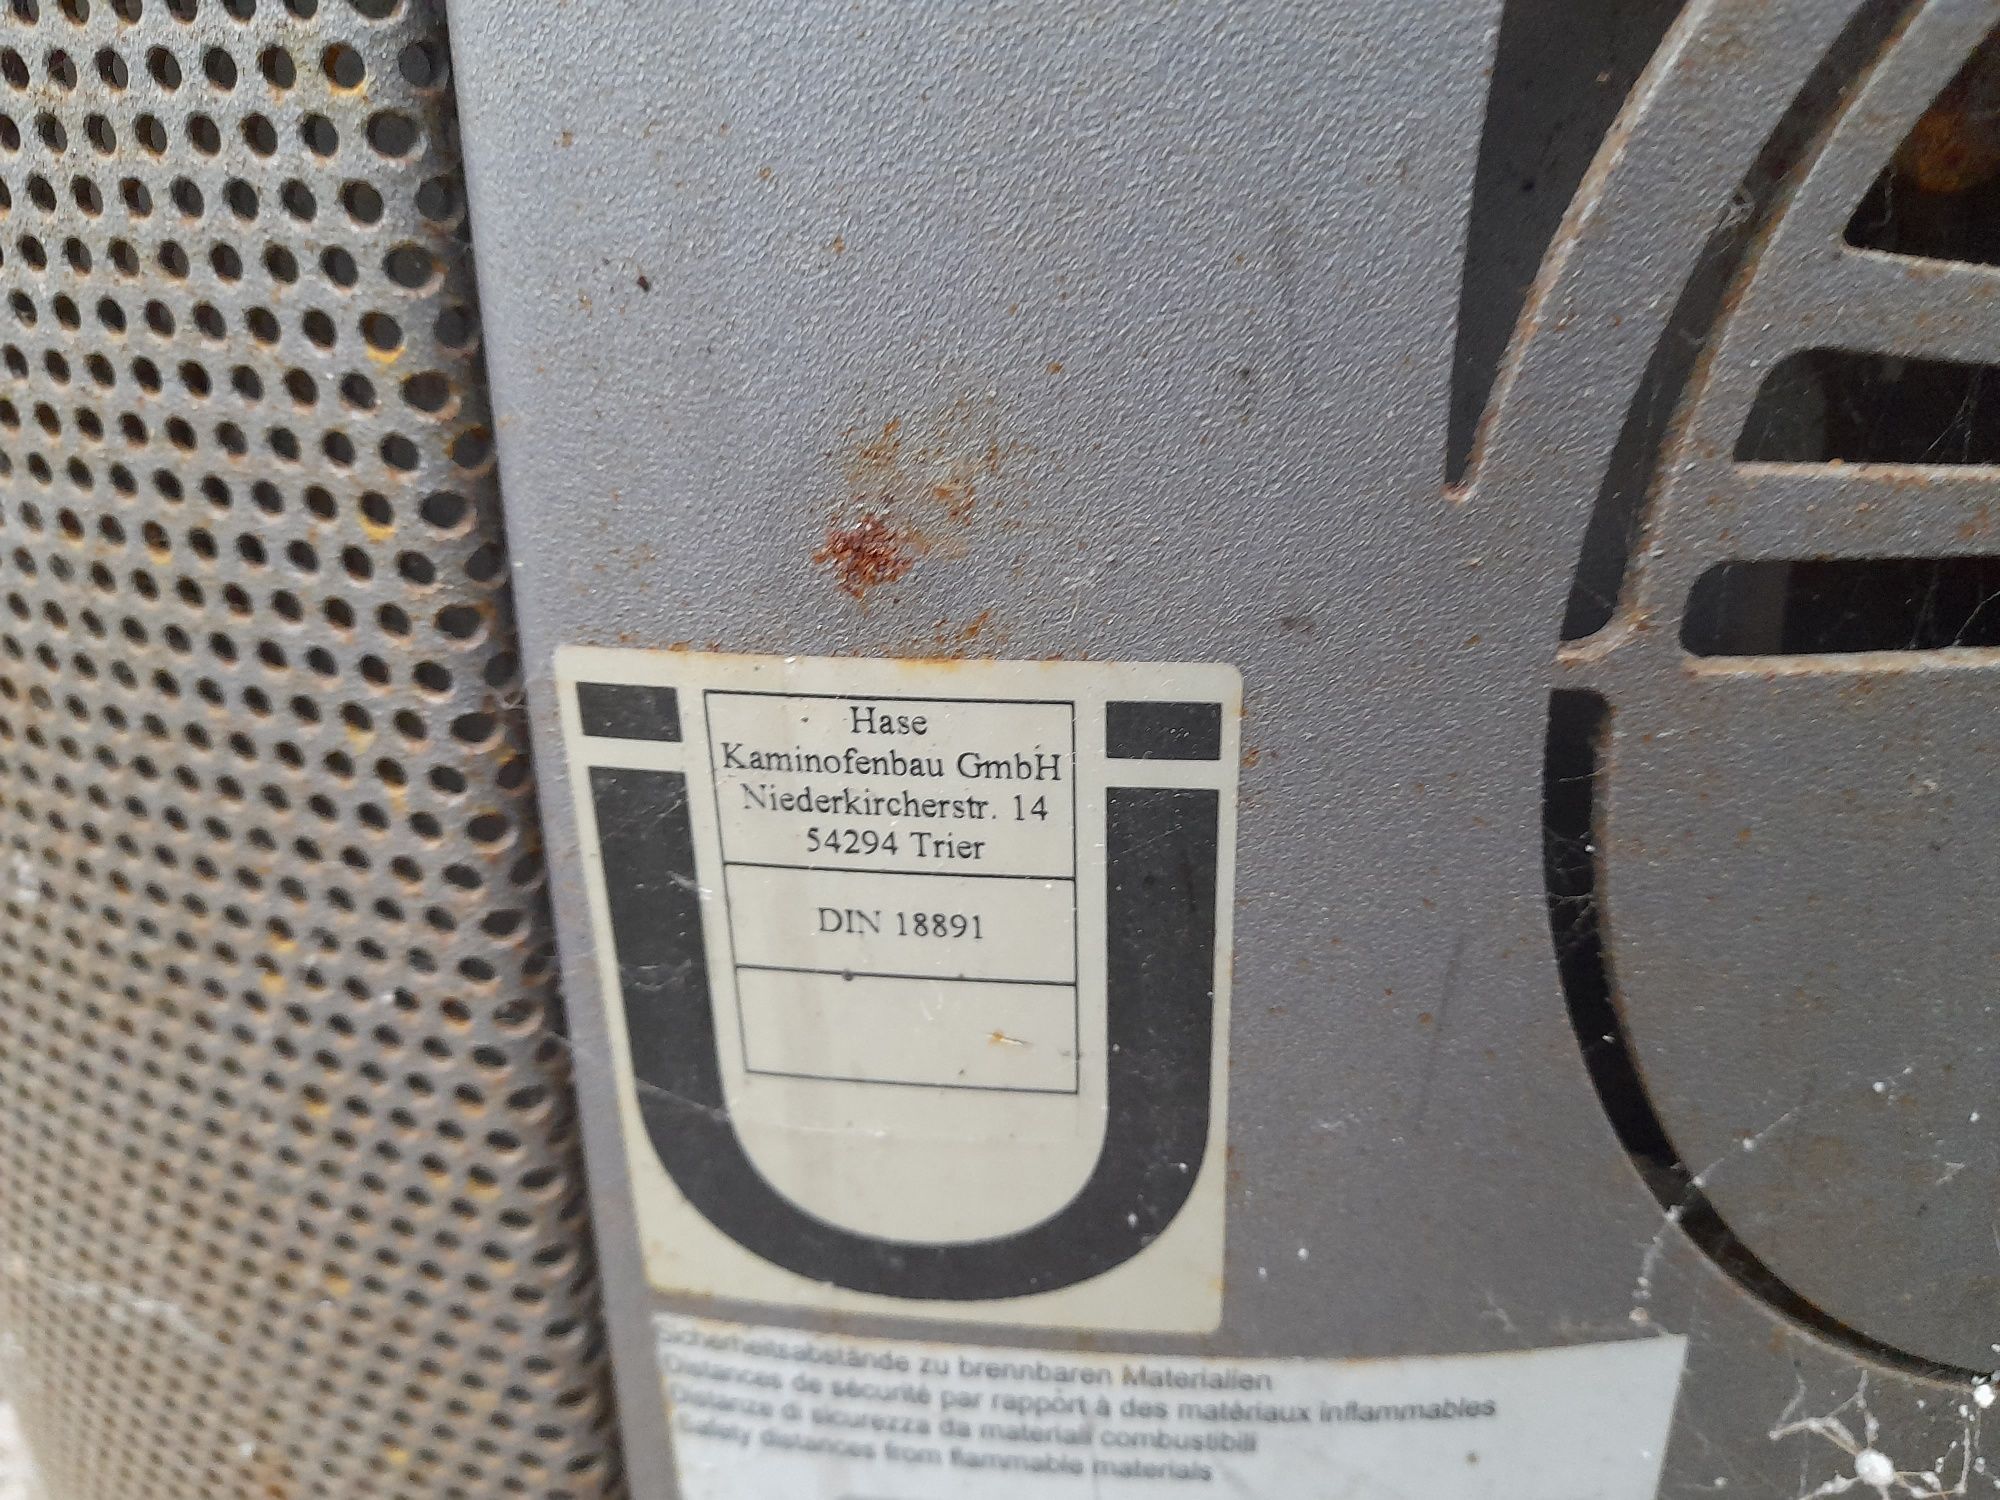 Ü
Hase
Kaminofenbau GmbH
Niederkircherstr. 14
54294 Trier
DIN 18891
Sicherheitsabstände zu brennbaren Materialien
Distances de sécurité par rapport à des matériaux inflammables
Distanze di sicurezza da materiali combustibili
Safety distances from flammable materials